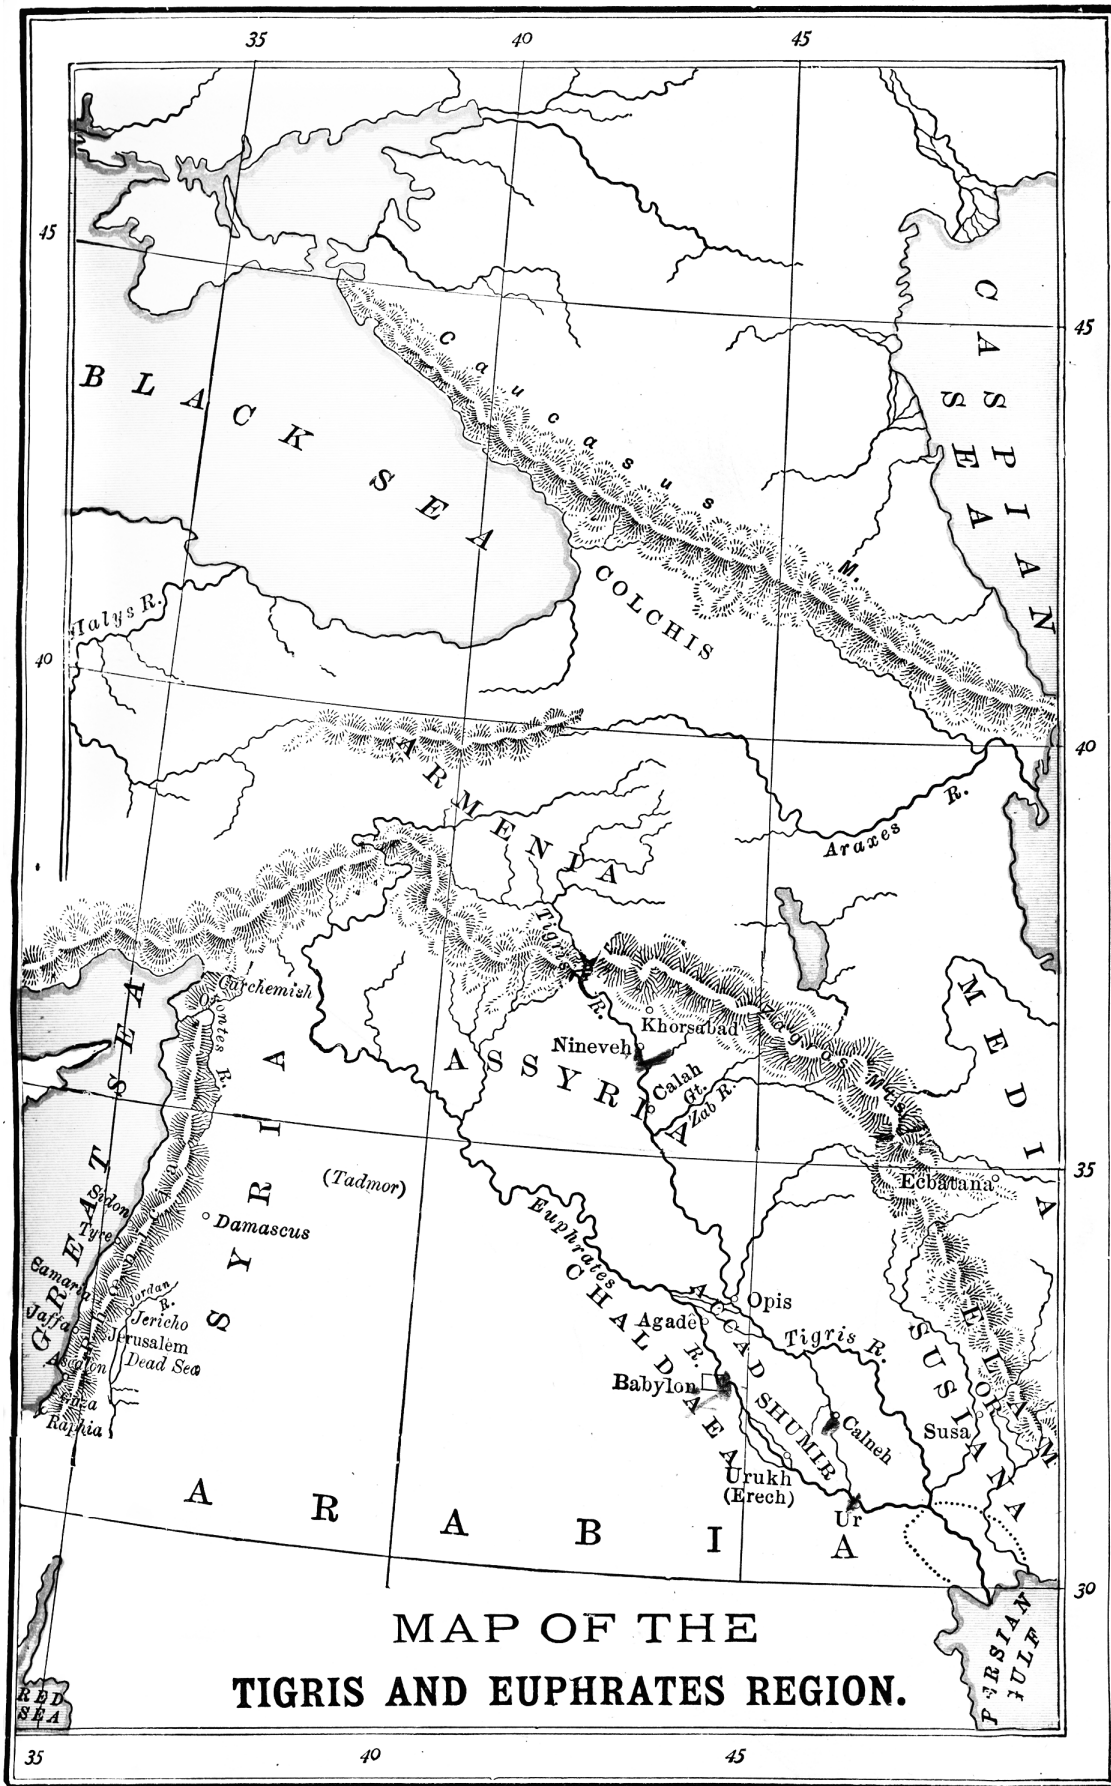 35 40 45
45
CASPIAN
SEA
45
Caucasus M.
BLACK SEA
COLCHIS
Halys R.
40
40
ARMENIA
Araxes R.
Tigris R.
Carchemish
Orontes R.
Khorsabad
Nineveh
Zagros Mts.
MEDIA
ASSYRIA
Calah
Gt.
Zab R.
GREAT SEA
SYRIA
35
(Tadmor)
Ecbatana
Sidon
Damascus
Tyre
Euphrates R.
Samaria
Jordan
R.
Jaffa
Jericho
Jerusalem
Ascalon
Dead Sea
Gaza
Raphia
CHALDAEA
ACCAD
Opis
Agadê
Tigris R.
Babylon
SHUMIR
Calneh
SUSIANA
OR
ELAM
Susa
Urukh
(Erech)
Ur
ARABIA
30
PERSIAN
GULF
MAP OF THE
TIGRIS AND EUPHRATES REGION.
RED
SEA
35 40 45